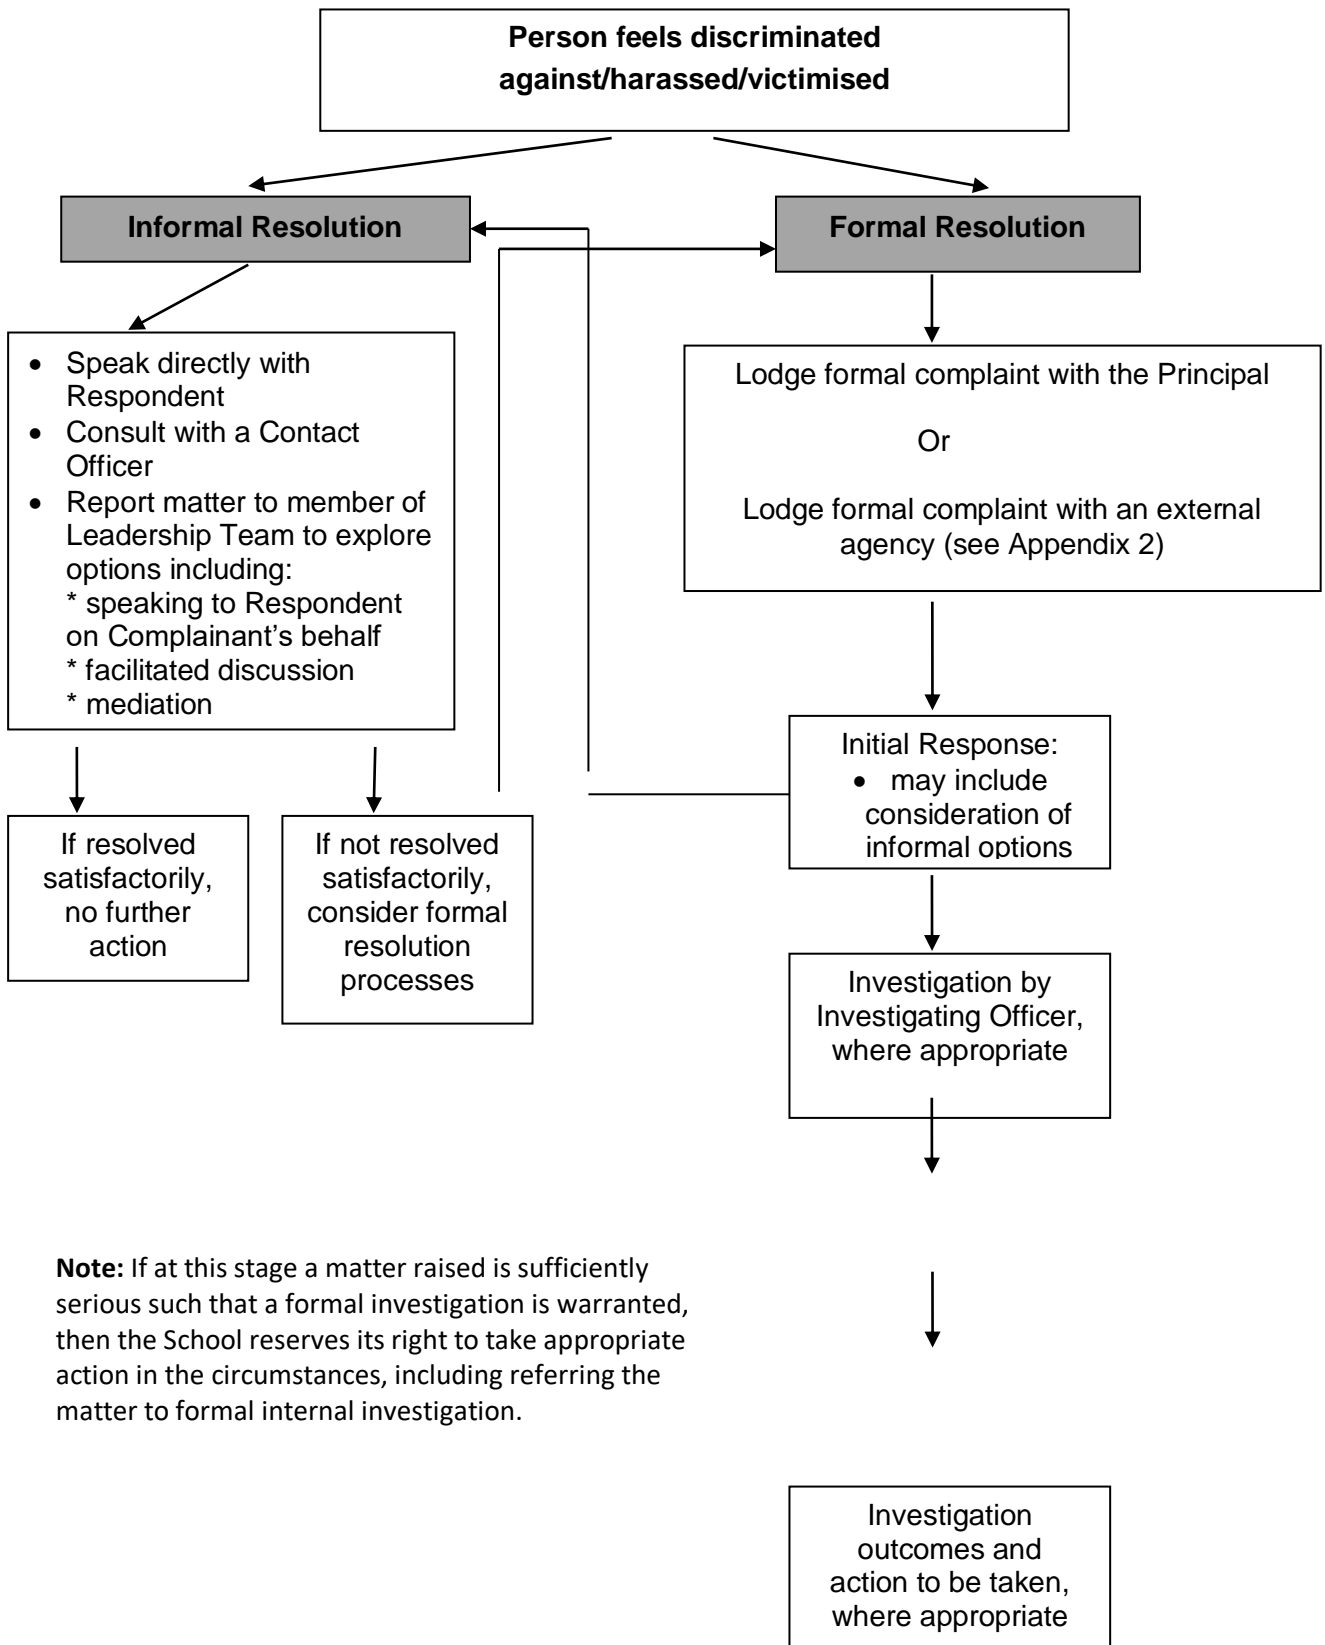 Person feels discriminated
against/harassed/victimised
Informal Resolution
Formal Resolution
• Speak directly with
Respondent
• Consult with a Contact
Officer
• Report matter to member of
Leadership Team to explore
options including:
* speaking to Respondent
on Complainant’s behalf
* facilitated discussion
* mediation
Lodge formal complaint with the Principal
Or
Lodge formal complaint with an external
agency (see Appendix 2)
Initial Response:
• may include
consideration of
informal options
If resolved
satisfactorily,
no further
action
If not resolved
satisfactorily,
consider formal
resolution
processes
Investigation by
Investigating Officer,
where appropriate
Note: If at this stage a matter raised is sufficiently
serious such that a formal investigation is warranted,
then the School reserves its right to take appropriate
action in the circumstances, including referring the
matter to formal internal investigation.
Investigation
outcomes and
action to be taken,
where appropriate